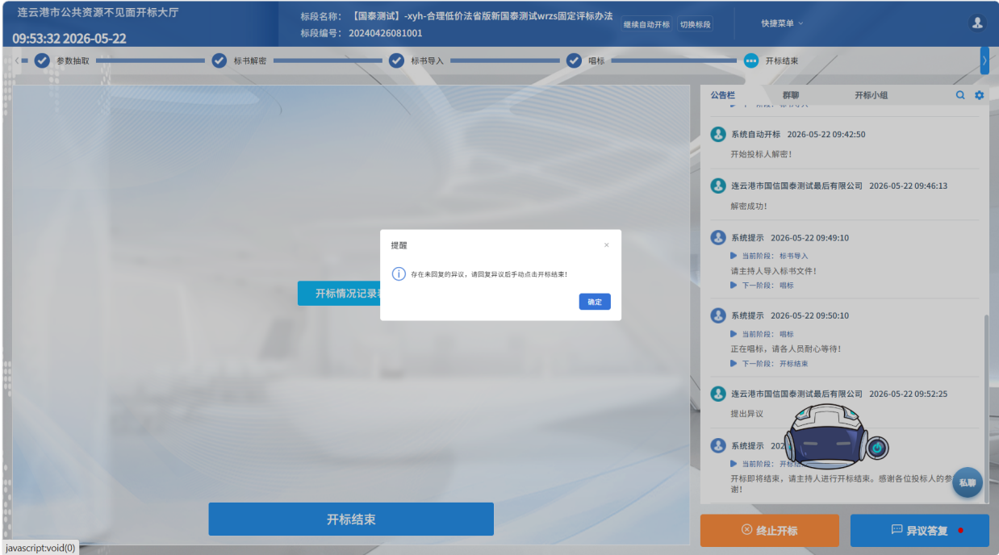 连云港市公共资源不见面开标大厅
09:53:32 2026-05-22
标段名称： 【国泰测试】-xyh-合理低价法省版新国泰测试wrzs固定评标办法
标段编号： 20240426081001
继续自动开标
切换标段
快捷菜单
参数抽取
标书解密
标书导入
唱标
开标结束
公告栏
群聊
开标小组
系统自动开标 2026-05-22 09:42:50
开始投标人解密！
连云港市国信国泰测试最后有限公司 2026-05-22 09:46:13
解密成功！
系统提示 2026-05-22 09:49:10
当前阶段： 标书导入
请主持人导入标书文件！
下一阶段： 唱标
系统提示 2026-05-22 09:50:10
当前阶段： 唱标
正在唱标，请各人员耐心等待！
下一阶段： 开标结束
连云港市国信国泰测试最后有限公司 2026-05-22 09:52:25
提出异议
系统提示 202
当前阶段： 开标结
开标即将结束，请主持人进行开标结束。感谢各位投标人的参
谢！
私聊
开标情况记录
提醒
×
存在未回复的异议，请回复异议后手动点击开标结束！
确定
开标结束
终止开标
异议答复
javascript:void(0)